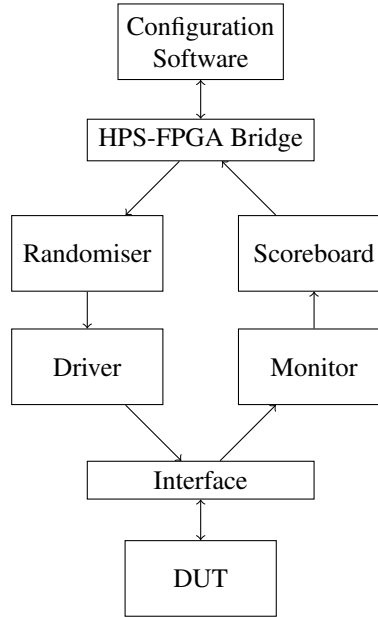 Configuration
Software
HPS-FPGA Bridge
Randomiser
Scoreboard
Driver
Monitor
Interface
DUT